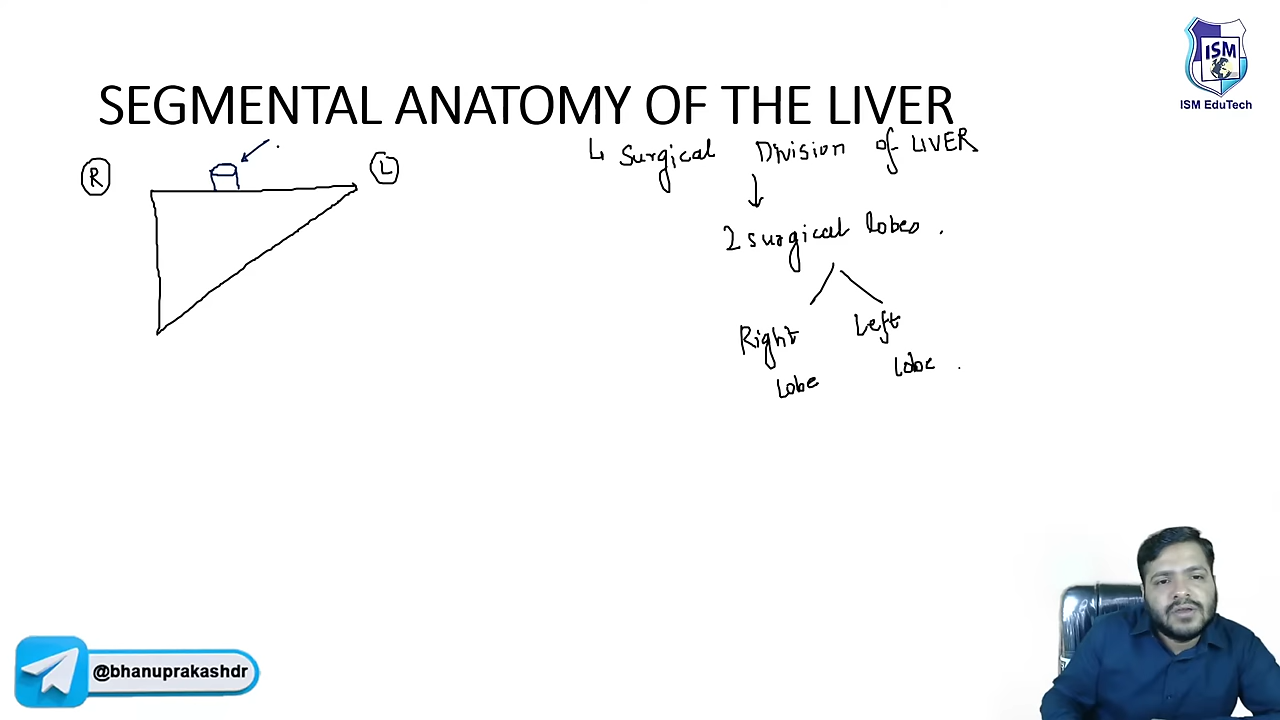 ISM
ISM EduTech
SEGMENTAL ANATOMY OF THE LIVER
Surgical Division of LIVER
R
L
2 surgical lobes.
Right Left
Lobe Lobe.
@bhanuprakashdr